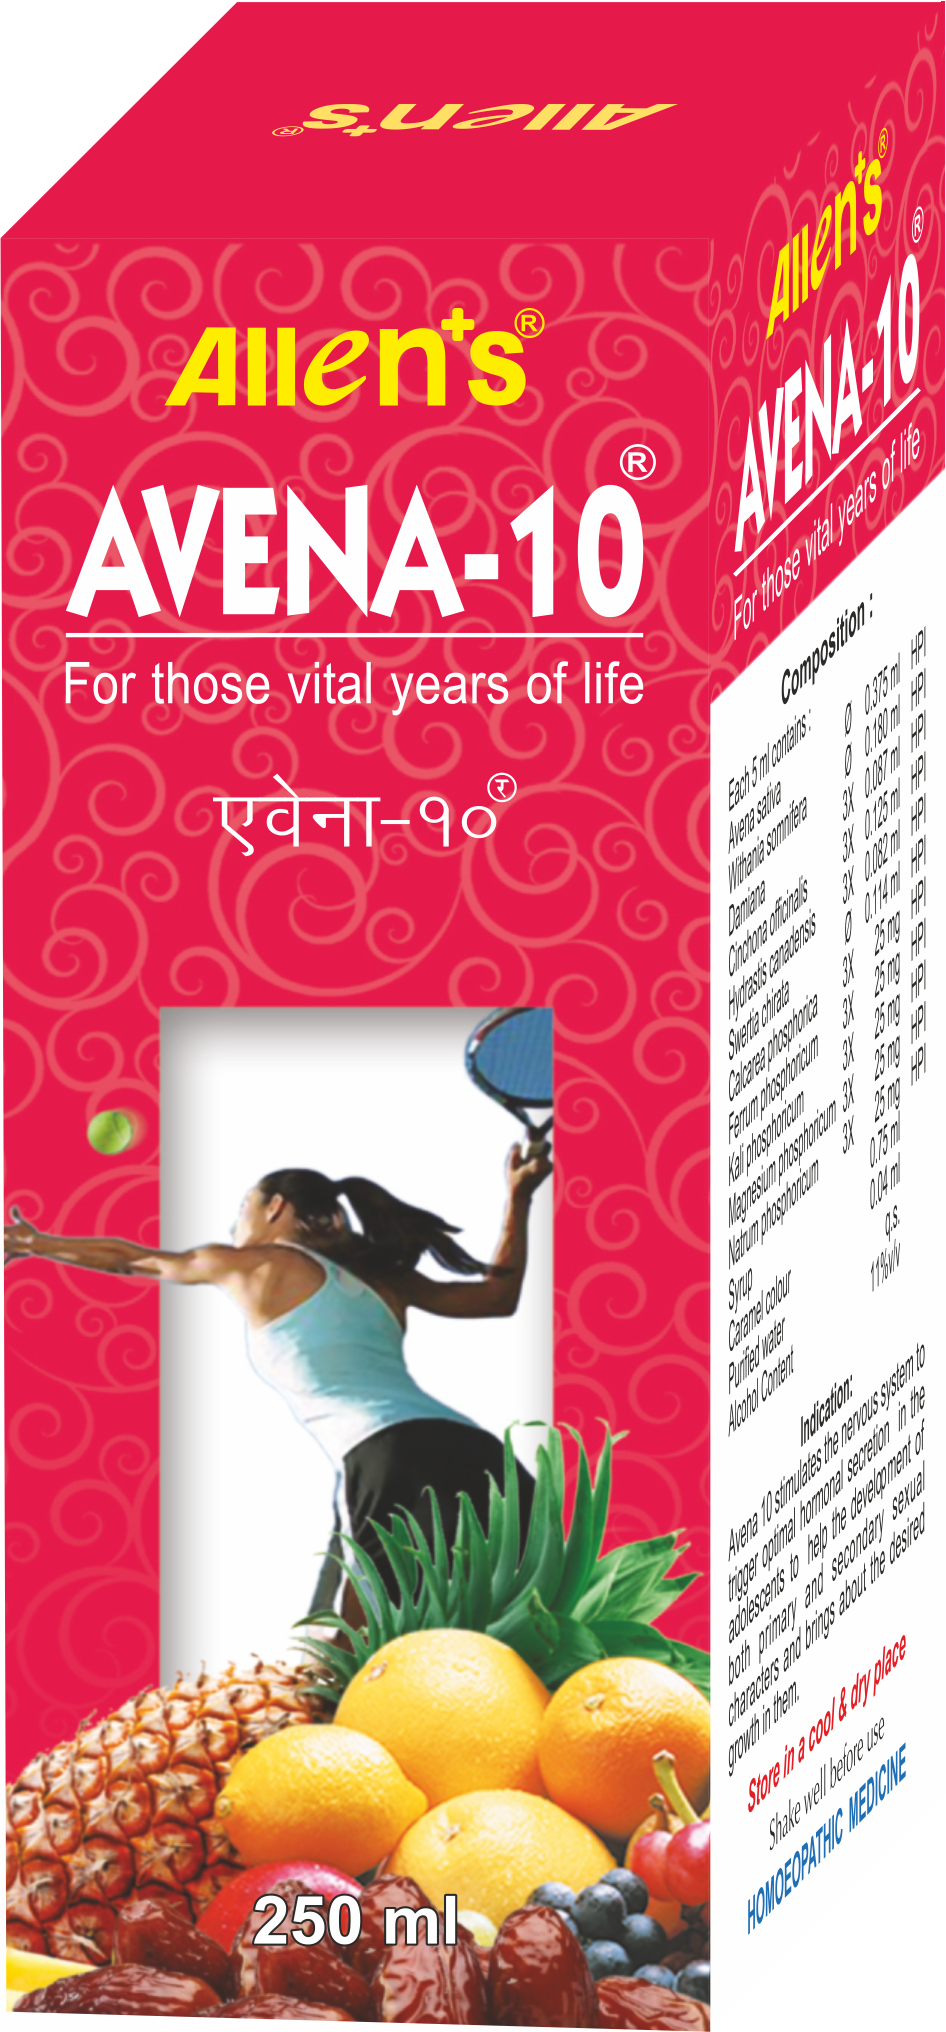 Allen's®
Allen's®
AVENA-10®
For those vital years of life
एवेना-१०
250 ml
Allen's®
AVENA-10®
For those vital years of life
Composition :
Each 5 ml contains :
Avena sativa Ø 0.375 ml HPI
Withania somnifera Ø 0.180 ml HPI
Damiana 3X 0.087 ml HPI
Cinchona officinalis 3X 0.125 ml HPI
Hydrastis canadensis 3X 0.082 ml HPI
Swertia chirata Ø 0.114 ml HPI
Calcarea phosphorica 3X 25 mg HPI
Ferrum phosphoricum 3X 25 mg HPI
Kali phosphoricum 3X 25 mg HPI
Magnesium phosphoricum 3X 25 mg HPI
Natrum phosphoricum 3X 25 mg HPI
Syrup 0.75 ml
Caramel colour 0.04 ml
Purified water q.s.
Alcohol Content 11%v/v
Indication:
Avena 10 stimulates the nervous system to
trigger optimal hormonal secretion in the
adolescents to help the development of
both primary and secondary sexual
characters and brings about the desired
growth in them.
Store in a cool & dry place
Shake well before use
HOMOEOPATHIC MEDICINE